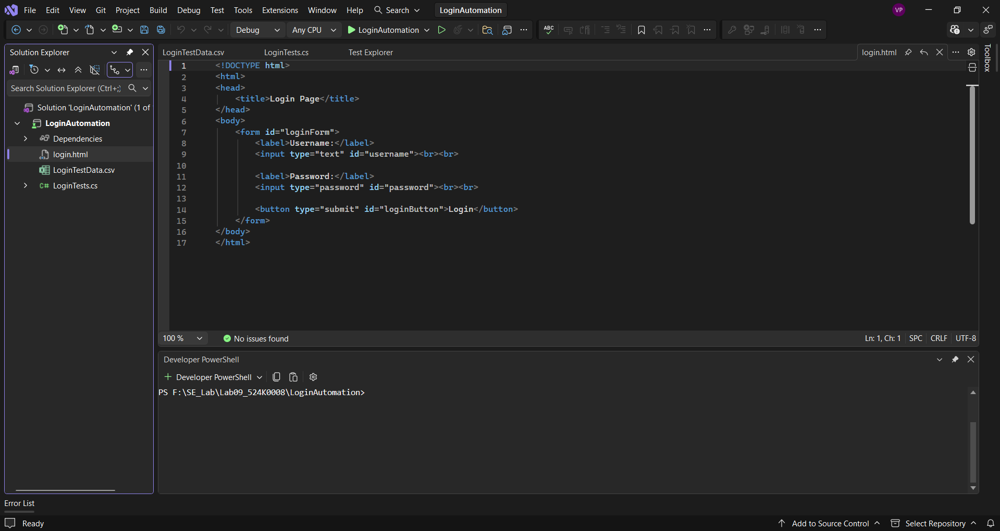 File Edit View Git Project Build Debug Test Tools Extensions Window Help Search LoginAutomation VP
Debug Any CPU LoginAutomation ABC
Solution Explorer
Search Solution Explorer (Ctrl+;)
Solution 'LoginAutomation' (1 of
LoginAutomation
Dependencies
login.html
LoginTestData.csv
C# LoginTests.cs
LoginTestData.csv LoginTests.cs Test Explorer login.html
1 <!DOCTYPE html>
2 <html>
3 <head>
4 <title>Login Page</title>
5 </head>
6 <body>
7 <form id="loginForm">
8 <label>Username:</label>
9 <input type="text" id="username"><br><br>
10
11 <label>Password:</label>
12 <input type="password" id="password"><br><br>
13
14 <button type="submit" id="loginButton">Login</button>
15 </form>
16 </body>
17 </html>
100 % No issues found Ln: 1, Ch: 1 SPC CRLF UTF-8
Toolbox
Developer PowerShell
Developer PowerShell
PS F:\SE_Lab\Lab09_524K0008\LoginAutomation>
Error List
Ready Add to Source Control Select Repository